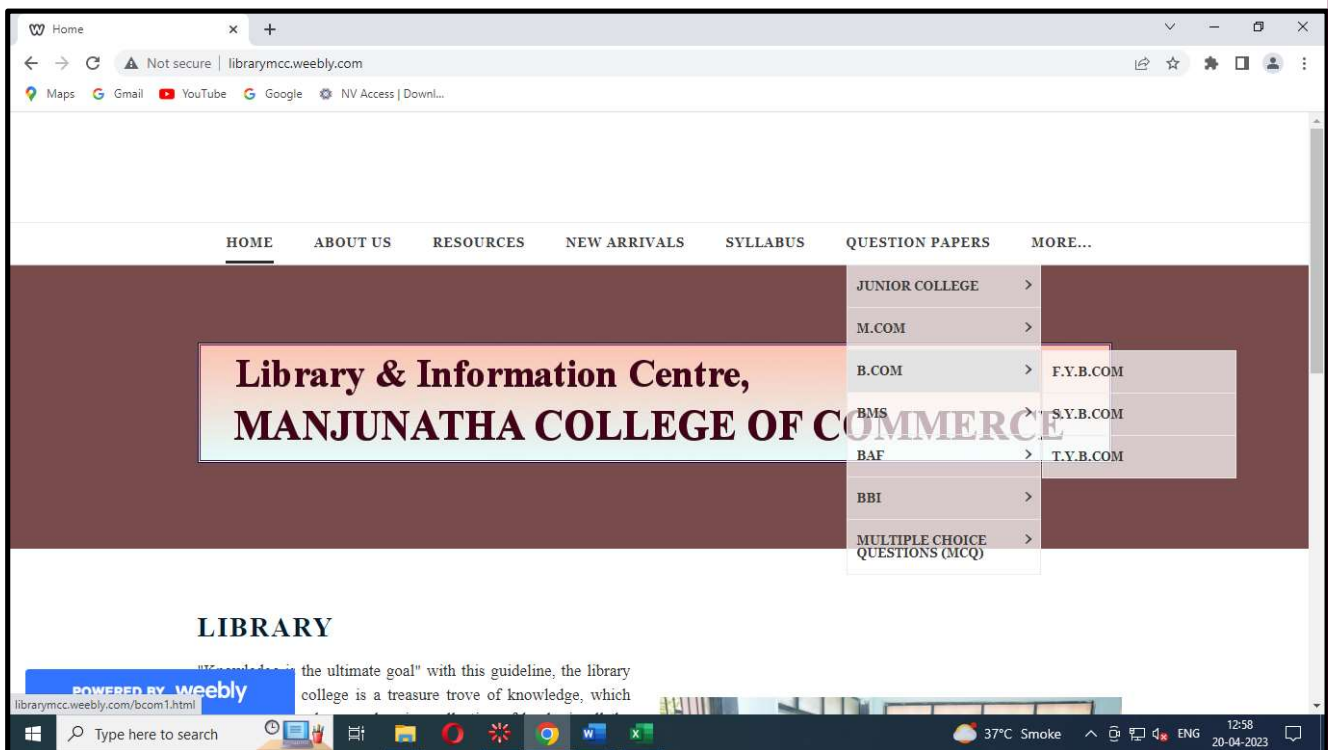 Home
Not secure librarymcc.weebly.com
Maps Gmail YouTube Google NV Access | Downl...
HOME ABOUT US RESOURCES NEW ARRIVALS SYLLABUS QUESTION PAPERS MORE...
JUNIOR COLLEGE
M.COM
B.COM
BMS
BAF
BBI
MULTIPLE CHOICE
QUESTIONS (MCQ)
F.Y.B.COM
S.Y.B.COM
T.Y.B.COM
Library & Information Centre,
MANJUNATHA COLLEGE OF COMMERCE
LIBRARY
"Knowledge is the ultimate goal" with this guideline, the library
college is a treasure trove of knowledge, which
POWERED BY weebly
librarymcc.weebly.com/bcom1.html
Type here to search
37°C Smoke
ENG
12:58
20-04-2023